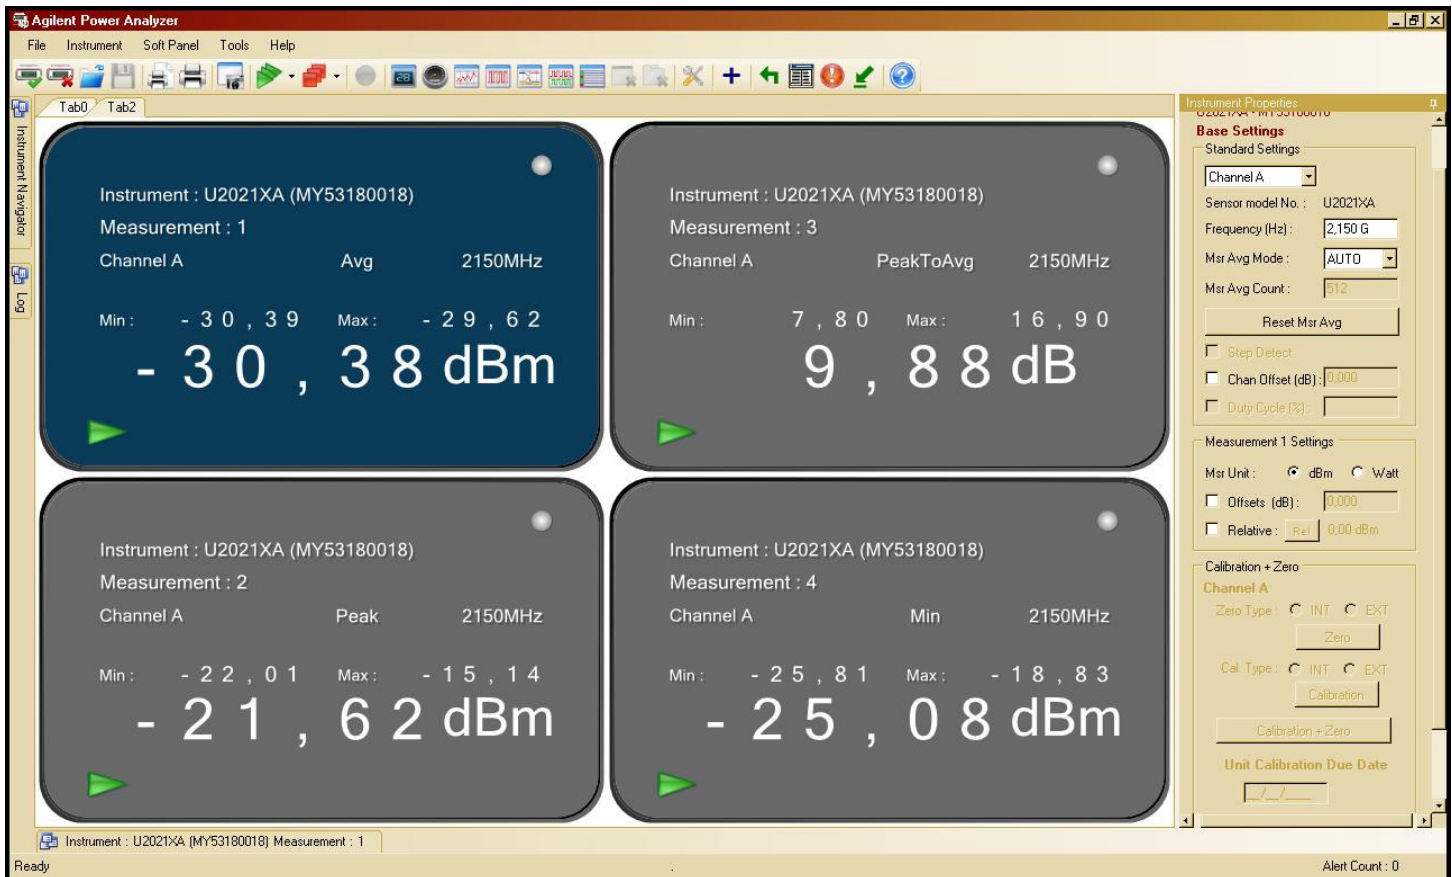 Agilent Power Analyzer
File Instrument Soft Panel Tools Help
28
Tab0 Tab2
Instrument Navigator
Log
Instrument : U2021XA (MY53180018)
Measurement : 1
Channel A Avg 2150MHz
Min : - 30,39 Max : - 29,62
- 30,38 dBm
Instrument : U2021XA (MY53180018)
Measurement : 3
Channel A PeakToAvg 2150MHz
Min : 7,80 Max : 16,90
9,88 dB
Instrument : U2021XA (MY53180018)
Measurement : 2
Channel A Peak 2150MHz
Min : - 22,01 Max : - 15,14
- 21,62 dBm
Instrument : U2021XA (MY53180018)
Measurement : 4
Channel A Min 2150MHz
Min : - 25,81 Max : - 18,83
- 25,08 dBm
Instrument Properties
U2021XA - MY53180018
Base Settings
Standard Settings
Channel A
Sensor model No. : U2021XA
Frequency (Hz) : 2,150 G
Msr Avg Mode : AUTO
Msr Avg Count : 512
Reset Msr Avg
Step Detect
Chan Offset (dB) : 0,000
Duty Cycle (%) :
Measurement 1 Settings
Msr Unit : dBm Watt
Offsets (dB) : 0,000
Relative : Rel 0,00 dBm
Calibration + Zero
Channel A
Zero Type : INT EXT
Zero
Cal. Type : INT EXT
Calibration
Calibration + Zero
Unit Calibration Due Date
__/__/____
Instrument : U2021XA (MY53180018) Measurement : 1
Ready . Alert Count : 0